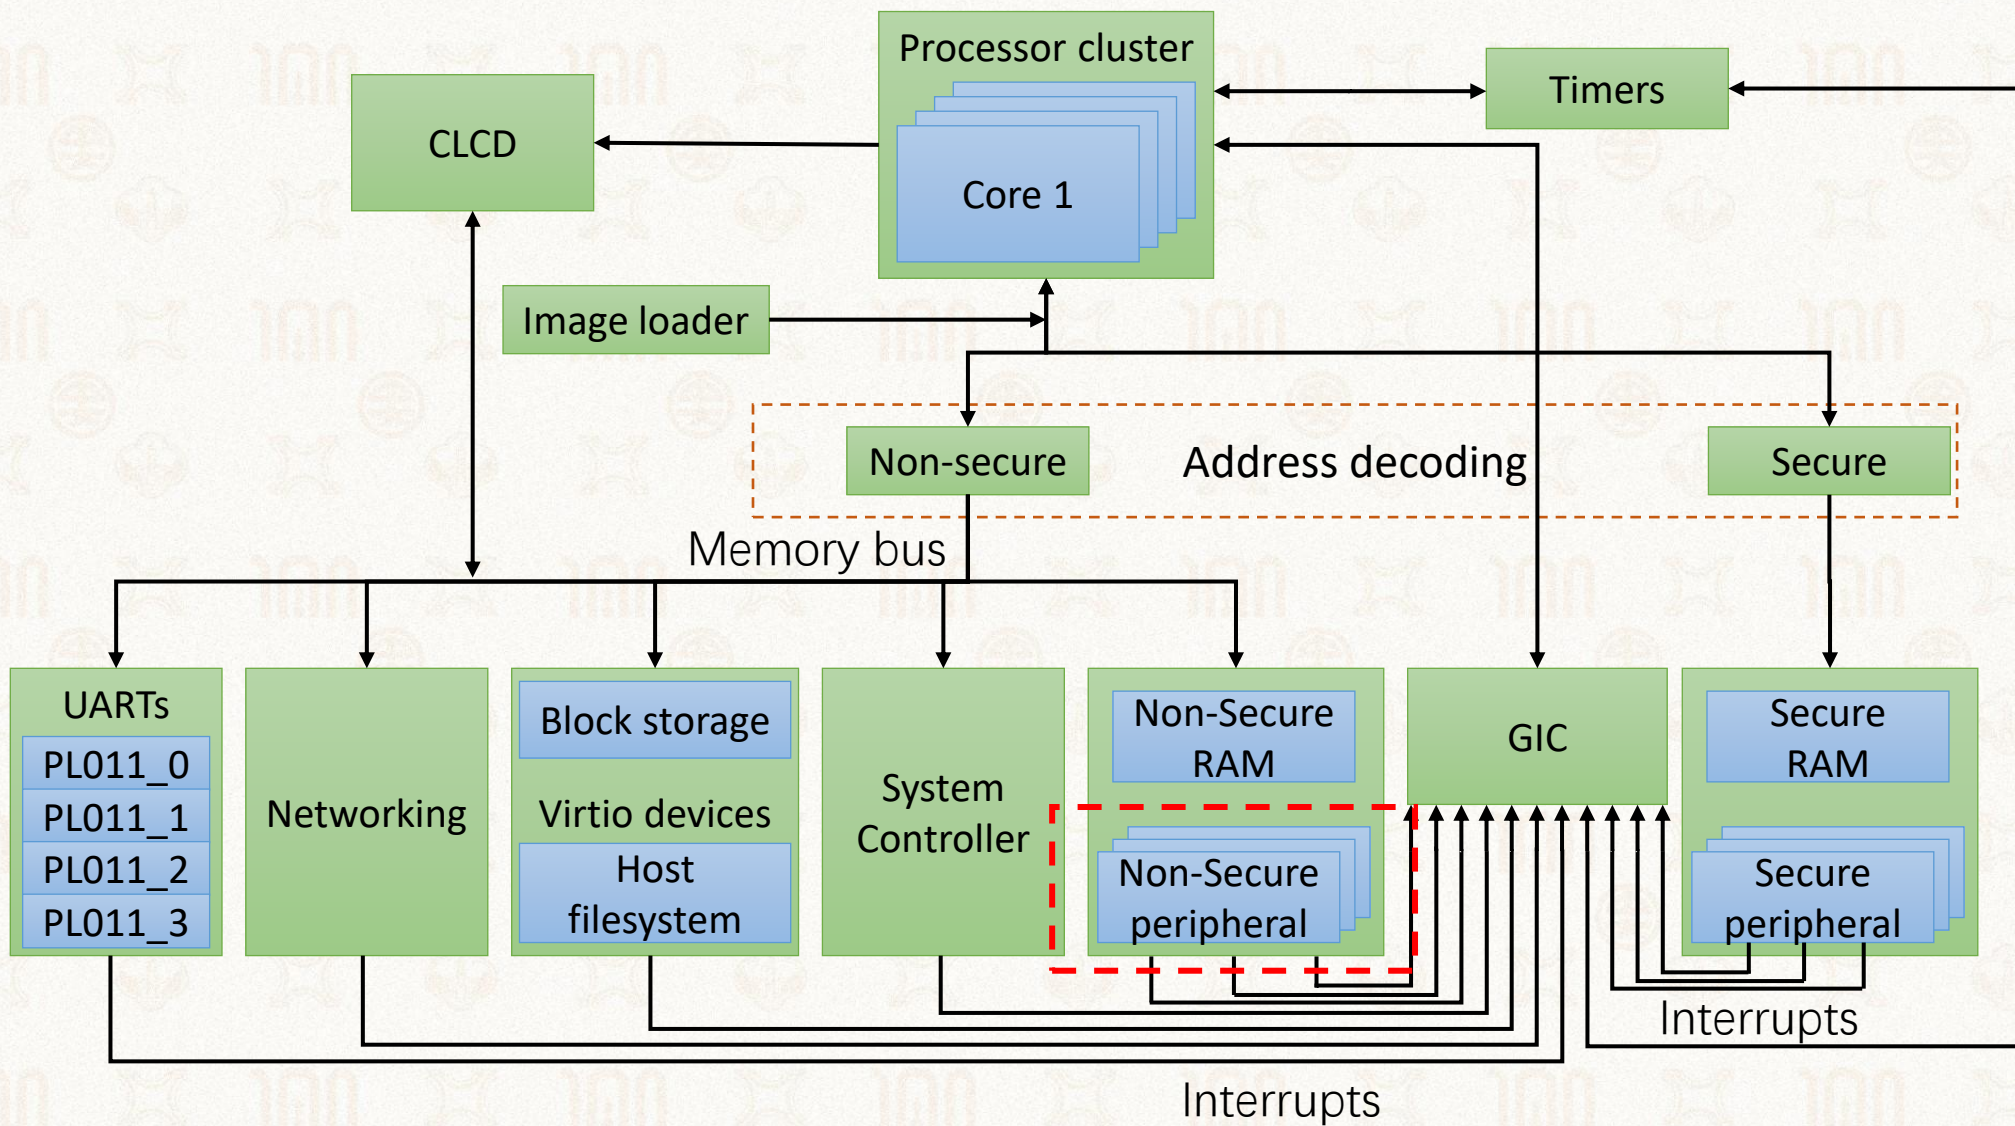 Processor cluster
Timers
CLCD
Core 1
Image loader
Non-secure
Address decoding
Secure
Memory bus
UARTs
PL011_0
PL011_1
PL011_2
PL011_3
Networking
Block storage
Virtio devices
Host
filesystem
System
Controller
Non-Secure
RAM
Non-Secure
peripheral
GIC
Secure
RAM
Secure
peripheral
Interrupts
Interrupts